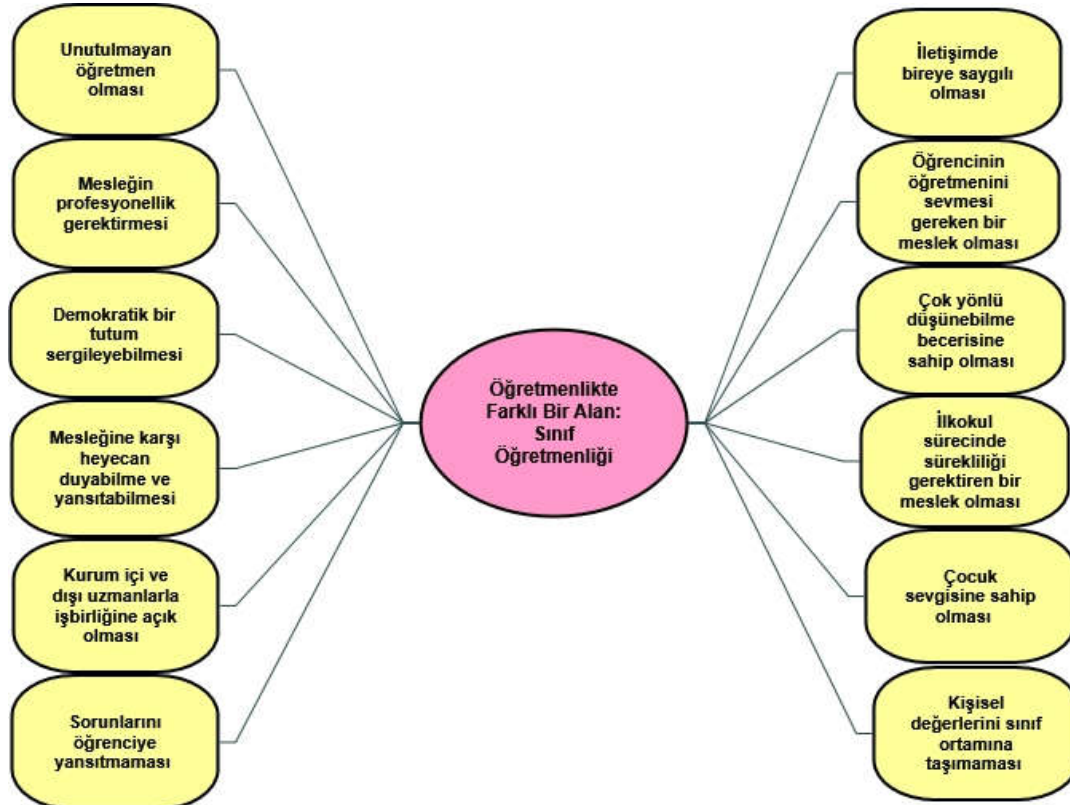 Unutulmayan
öğretmen
olması
Mesleğin
profesyonellik
gerektirmesi
Demokratik bir
tutum
sergileyebilmesi
Mesleğine karşı
heyecan
duyabilme ve
yansıtabilmesi
Kurum içi ve
dışı uzmanlarla
işbirliğine açık
olması
Sorunlarını
öğrenciye
yansıtmaması
Öğretmenlikte
Farklı Bir Alan:
Sınıf
Öğretmenliği
İletişimde
bireye saygılı
olması
Öğrencinin
öğretmenini
sevmesi
gereken bir
meslek olması
Çok yönlü
düşünebilme
becerisine
sahip olması
İlkokul
sürecinde
sürekliliği
gerektiren bir
meslek olması
Çocuk
sevgisine sahip
olması
Kişisel
değerlerini sınıf
ortamına
taşımaması